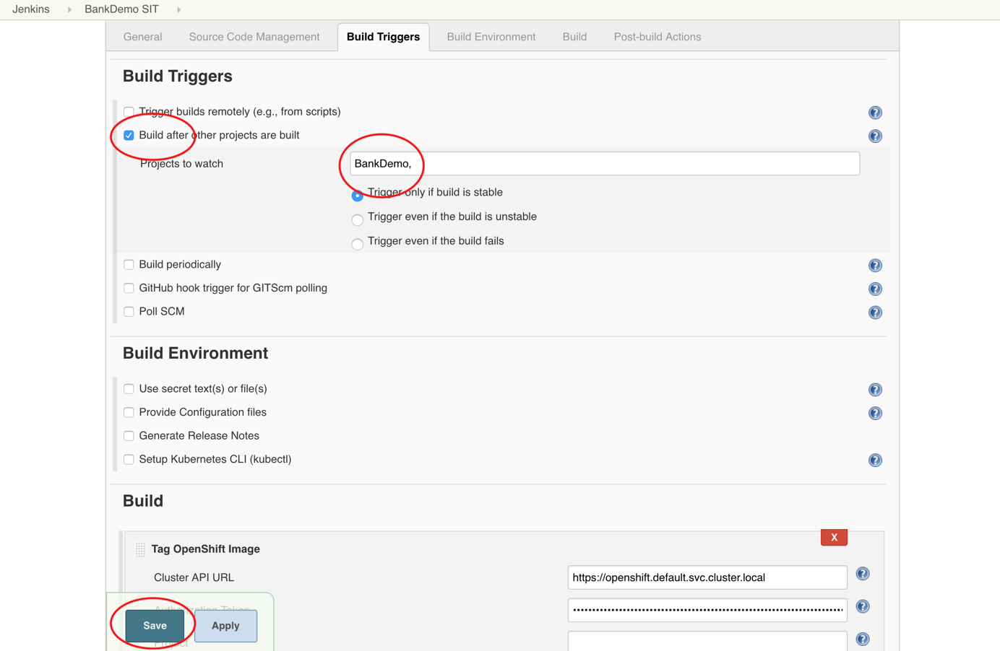 Jenkins BankDemo SIT
General Source Code Management Build Triggers Build Environment Build Post-build Actions
Build Triggers
Trigger builds remotely (e.g., from scripts)
Build after other projects are built
Projects to watch BankDemo,
Trigger only if build is stable
Trigger even if the build is unstable
Trigger even if the build fails
Build periodically
GitHub hook trigger for GITScm polling
Poll SCM
Build Environment
Use secret text(s) or file(s)
Provide Configuration files
Generate Release Notes
Setup Kubernetes CLI (kubectl)
Build
X
Tag OpenShift Image
Cluster API URL https://openshift.default.svc.cluster.local
Authorization Token
Save Apply
Project